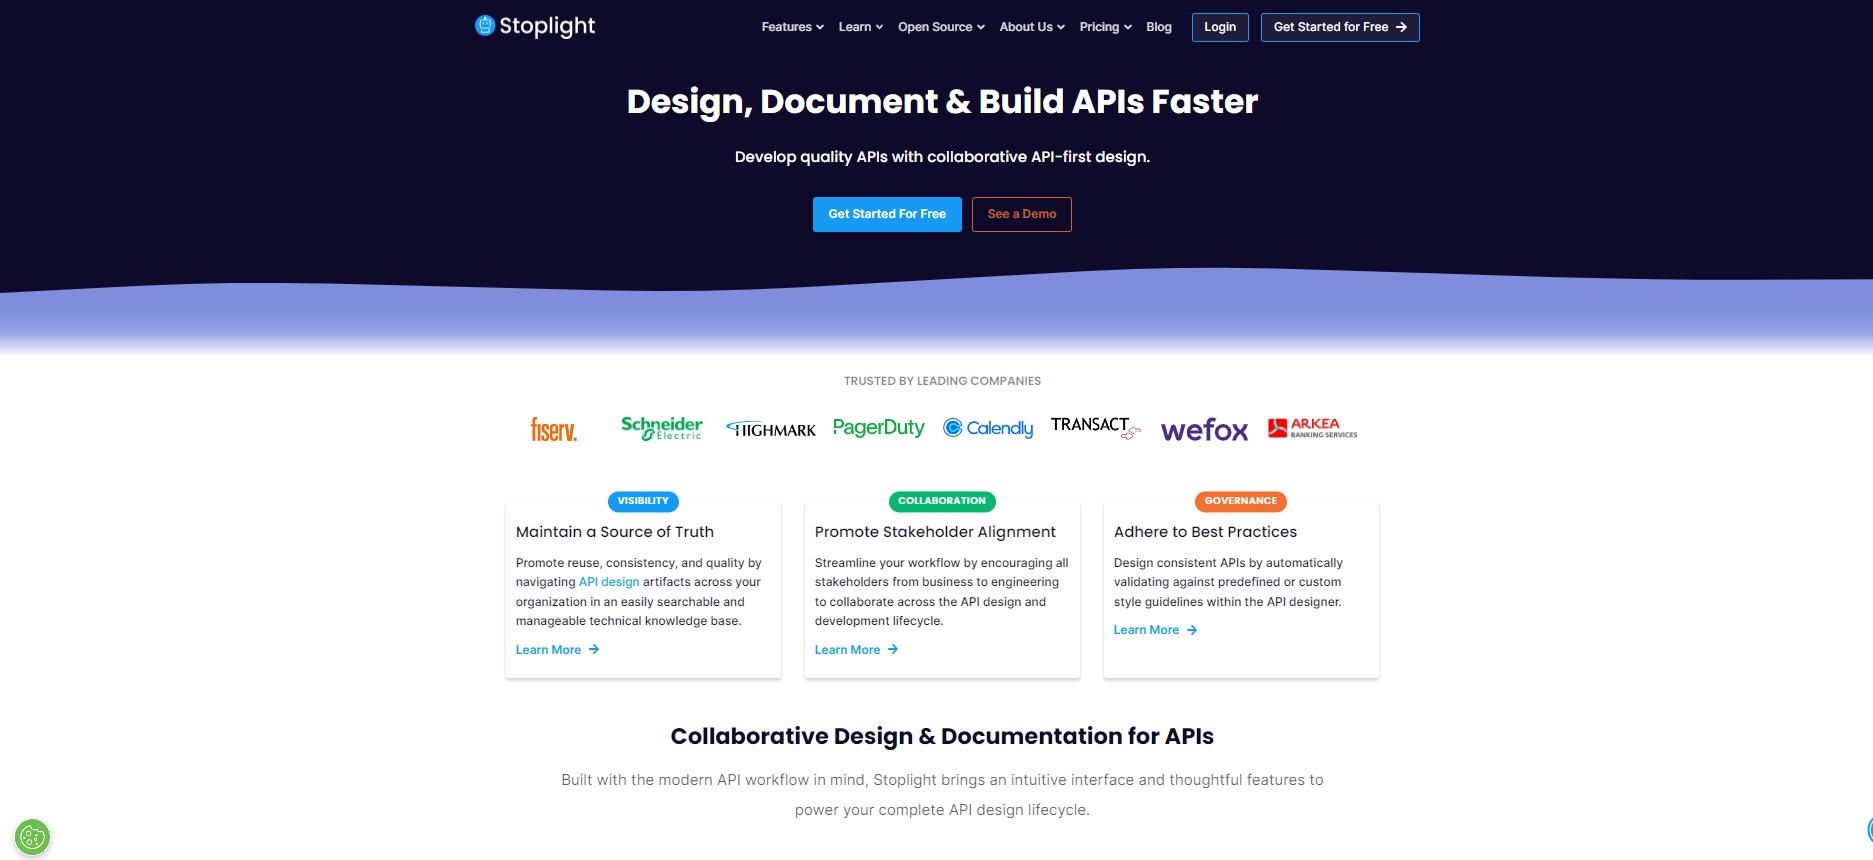 Stoplight
Features Learn Open Source About Us Pricing Blog Login Get Started for Free
Design, Document & Build APIs Faster
Develop quality APIs with collaborative API-first design.
Get Started For Free See a Demo
TRUSTED BY LEADING COMPANIES
fiserv. Schneider Electric HIGHMARK PagerDuty Calendly TRANSACT wefox ARKEA BANKING SERVICES
VISIBILITY
Maintain a Source of Truth
Promote reuse, consistency, and quality by
navigating API design artifacts across your
organization in an easily searchable and
manageable technical knowledge base.
Learn More
COLLABORATION
Promote Stakeholder Alignment
Streamline your workflow by encouraging all
stakeholders from business to engineering
to collaborate across the API design and
development lifecycle.
Learn More
GOVERNANCE
Adhere to Best Practices
Design consistent APIs by automatically
validating against predefined or custom
style guidelines within the API designer.
Learn More
Collaborative Design & Documentation for APIs
Built with the modern API workflow in mind, Stoplight brings an intuitive interface and thoughtful features to
power your complete API design lifecycle.